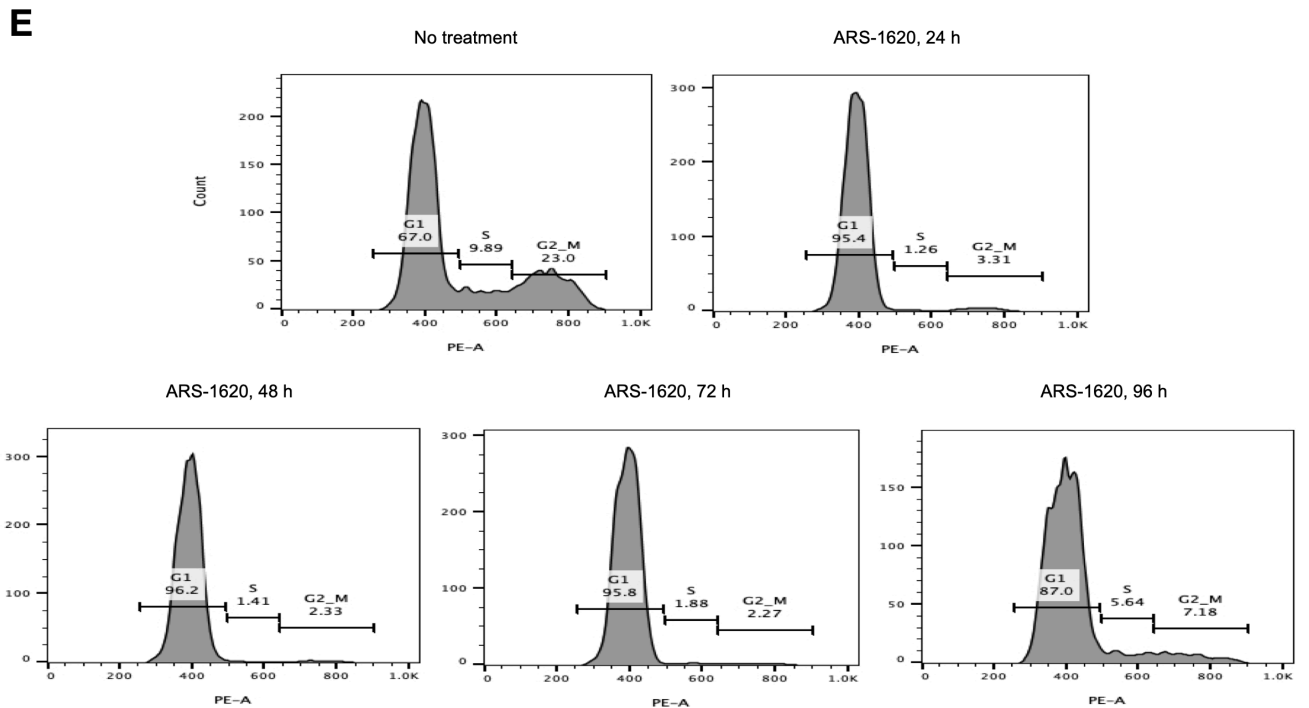 E
No treatment
200
150
100
50
0
Count
G1
67.0
S
9.89
G2_M
23.0
0 200 400 600 800 1.0K
PE-A
ARS-1620, 24 h
300
200
100
0
G1
95.4
S
1.26
G2_M
3.31
0 200 400 600 800 1.0K
PE-A
ARS-1620, 48 h
300
200
100
0
G1
96.2
S
1.41
G2_M
2.33
0 200 400 600 800 1.0K
PE-A
ARS-1620, 72 h
300
200
100
0
G1
95.8
S
1.88
G2_M
2.27
0 200 400 600 800 1.0K
PE-A
ARS-1620, 96 h
150
100
50
0
G1
87.0
S
5.64
G2_M
7.18
0 200 400 600 800 1.0K
PE-A